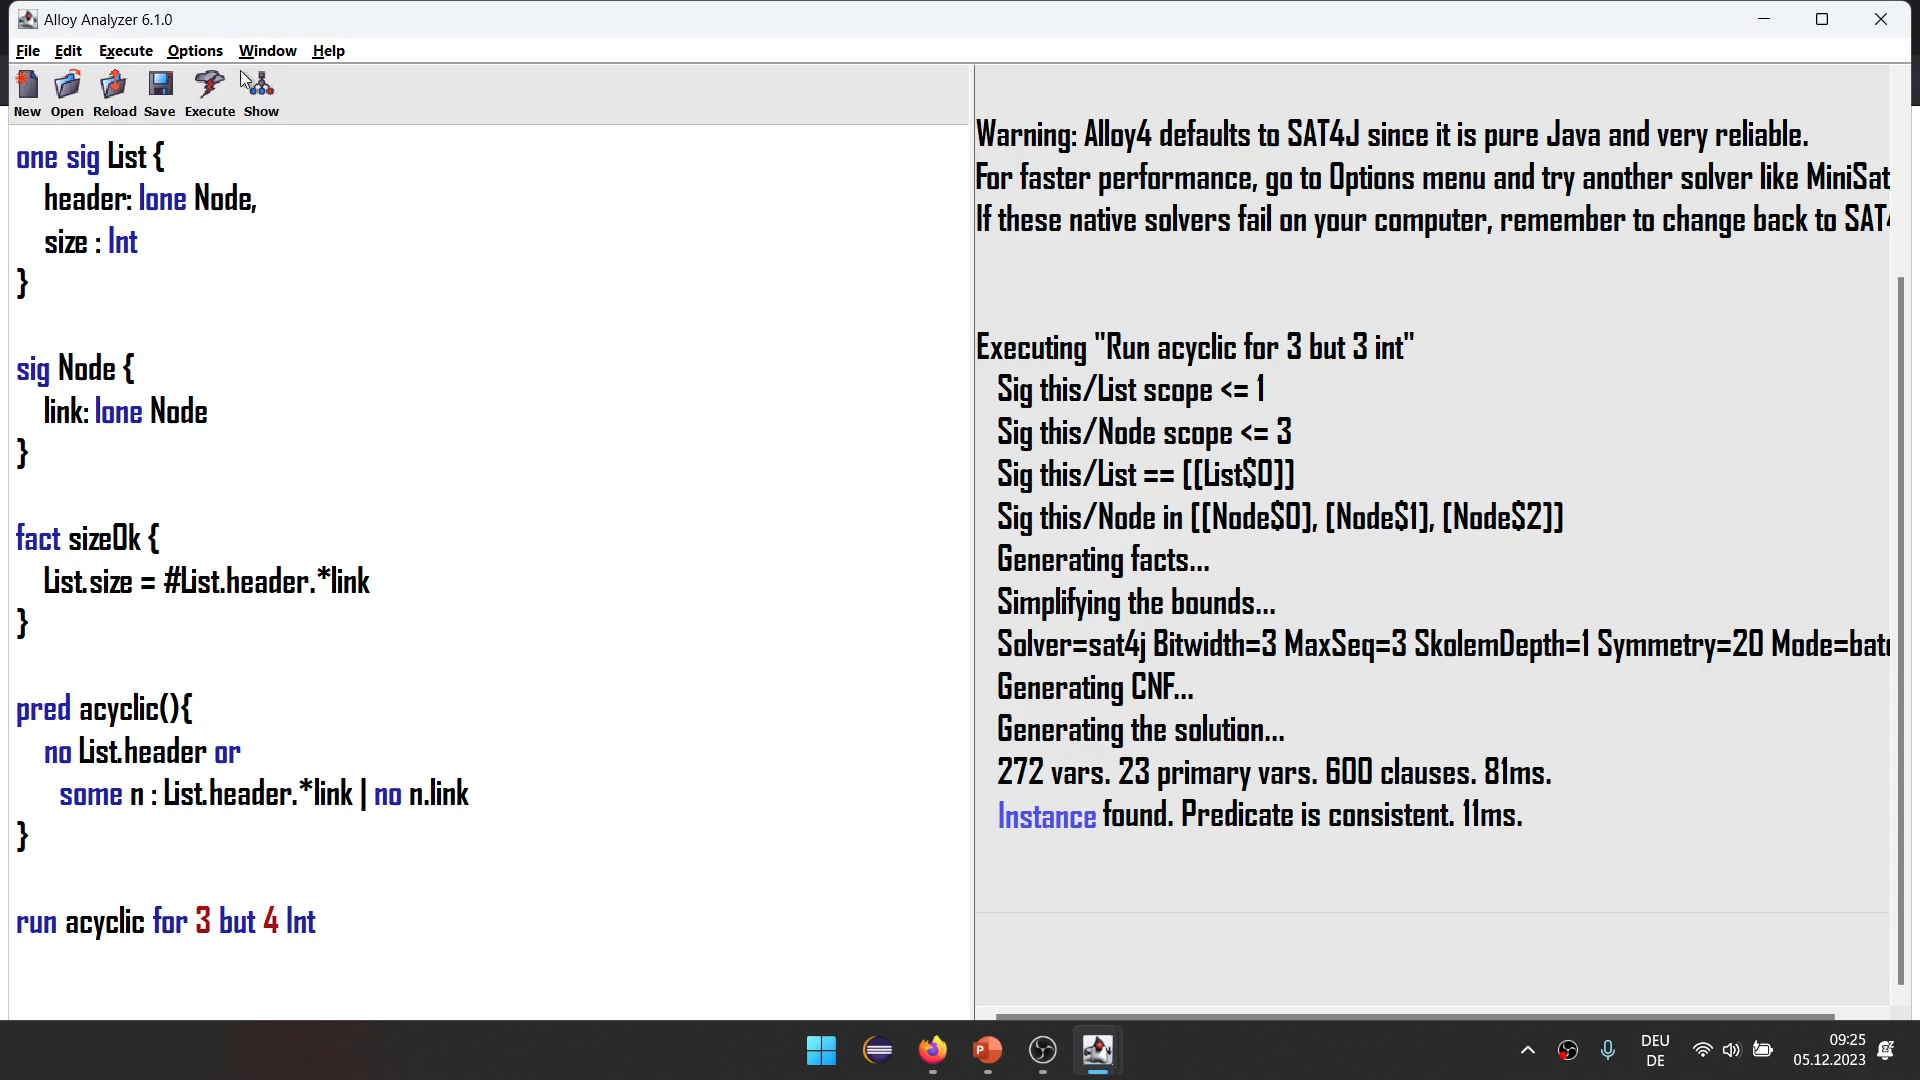 Alloy Analyzer 6.1.0
File Edit Execute Options Window Help
New Open Reload Save Execute Show
one sig List {
header: lone Node,
size : Int
}
sig Node {
link: lone Node
}
fact sizeOk {
List.size = #List.header.*link
}
pred acyclic(){
no List.header or
some n : List.header.*link | no n.link
}
run acyclic for 3 but 4 Int
Warning: Alloy4 defaults to SAT4J since it is pure Java and very reliable.
For faster performance, go to Options menu and try another solver like MiniSat
If these native solvers fail on your computer, remember to change back to SAT4
Executing "Run acyclic for 3 but 3 int"
Sig this/List scope <= 1
Sig this/Node scope <= 3
Sig this/List == [[List$0]]
Sig this/Node in [[Node$0], [Node$1], [Node$2]]
Generating facts...
Simplifying the bounds...
Solver=sat4j Bitwidth=3 MaxSeq=3 SkolemDepth=1 Symmetry=20 Mode=batc
Generating CNF...
Generating the solution...
272 vars. 23 primary vars. 600 clauses. 81ms.
Instance found. Predicate is consistent. 11ms.
DEU
DE
09:25
05.12.2023